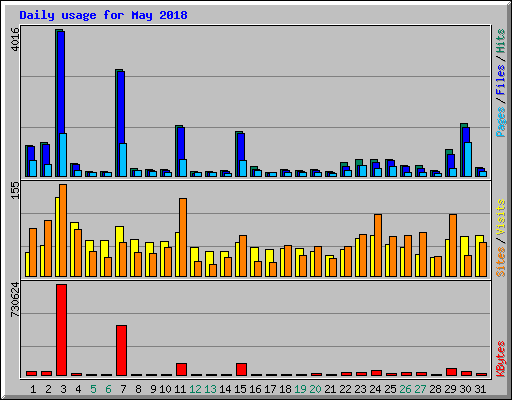 Daily usage for May 2018
4016
Pages / Files / Hits
155
Sites / Visits
730624
KBytes
1 2 3 4 5 6 7 8 9 10 11 12 13 14 15 16 17 18 19 20 21 22 23 24 25 26 27 28 29 30 31